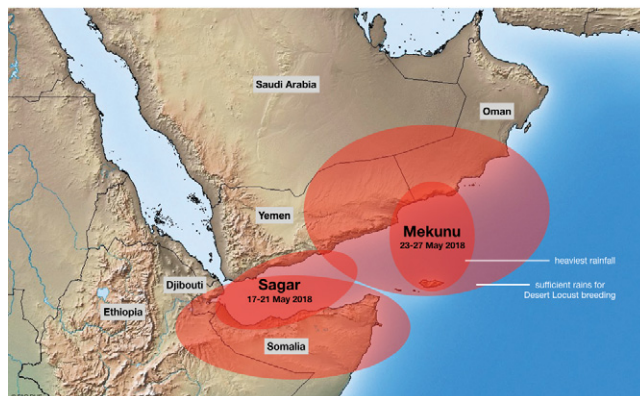 Saudi Arabia
Oman
Yemen
Mekunu
23-27 May 2018
heaviest rainfall
Djibouti
Sagar
17-21 May 2018
sufficient rains for
Desert Locust breeding
Ethiopia
Somalia